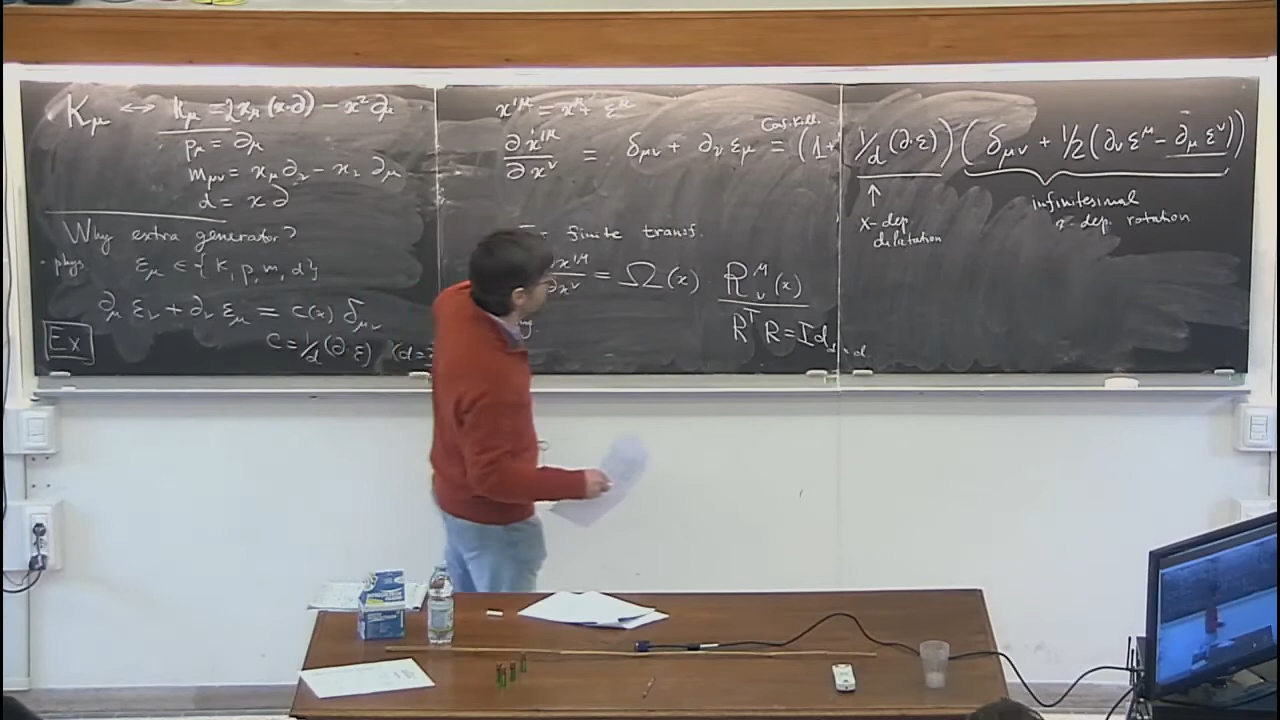 K_μ ↔ k_μ = 2x_μ(x·∂) − x²∂_μ
p_μ = ∂_μ
m_μν = x_μ∂_ν − x_ν∂_μ
d = x∂
Why extra generator?
phys. ε_μ ∈ {k, p, m, d}
∂_μ ε_ν + ∂_ν ε_μ = c(x) δ_μν
Ex
c = 1/d (∂·ε) (d=
x'^μ = x^μ + ε^μ
∂x'^μ / ∂x^ν = δ_μν + ∂_ν ε_μ = (1+ 1/d (∂·ε)) (δ_μν + 1/2 (∂_ν ε^μ − ∂_μ ε^ν))
Conf. Kill.
x-dep. dilatation
infinitesimal
x-dep. rotation
finite transf.
∂x'^μ / ∂x^ν = Ω(x) R^μ_ν(x)
R^T R = Id_d×d